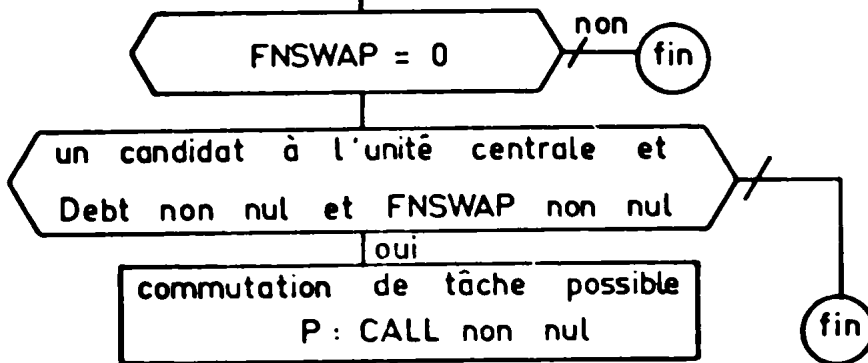 FNSWAP = 0
non
fin
un candidat à l'unité centrale et
Debt non nul et FNSWAP non nul
oui
commutation de tâche possible
P : CALL non nul
fin